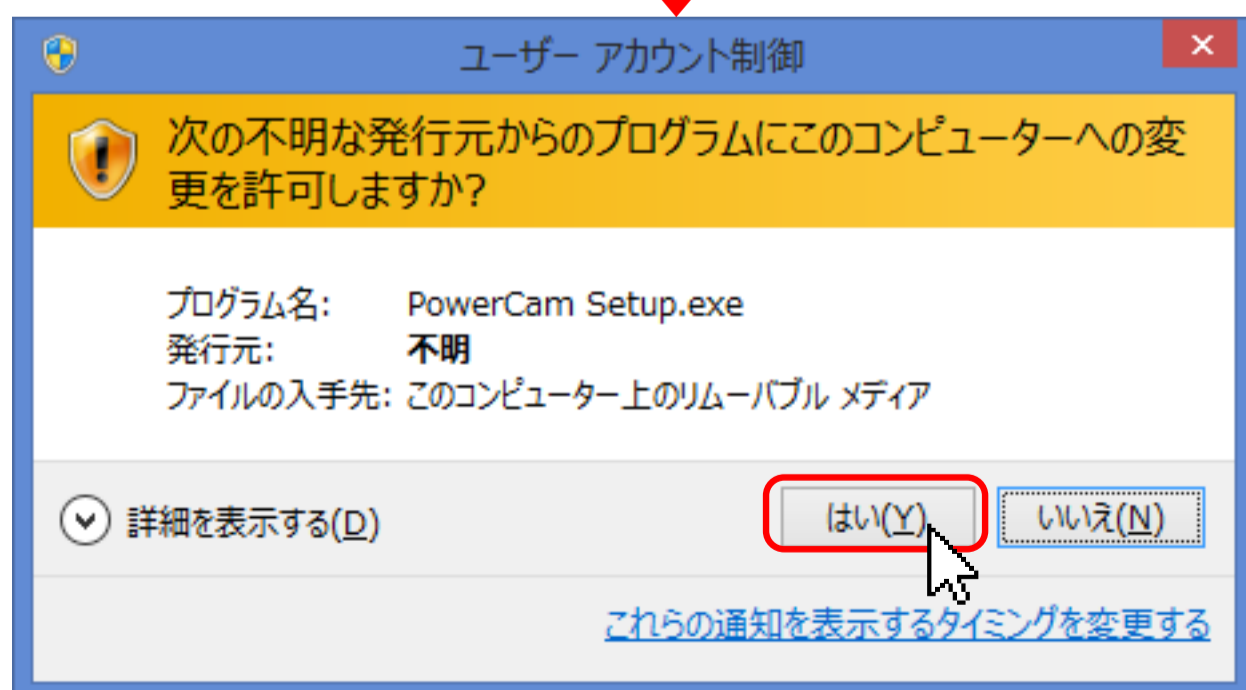 ユーザー アカウント制御
次の不明な発行元からのプログラムにこのコンピューターへの変
更を許可しますか?
プログラム名: PowerCam Setup.exe
発行元: 不明
ファイルの入手先: このコンピューター上のリムーバブル メディア
詳細を表示する(D) はい(Y) いいえ(N)
これらの通知を表示するタイミングを変更する